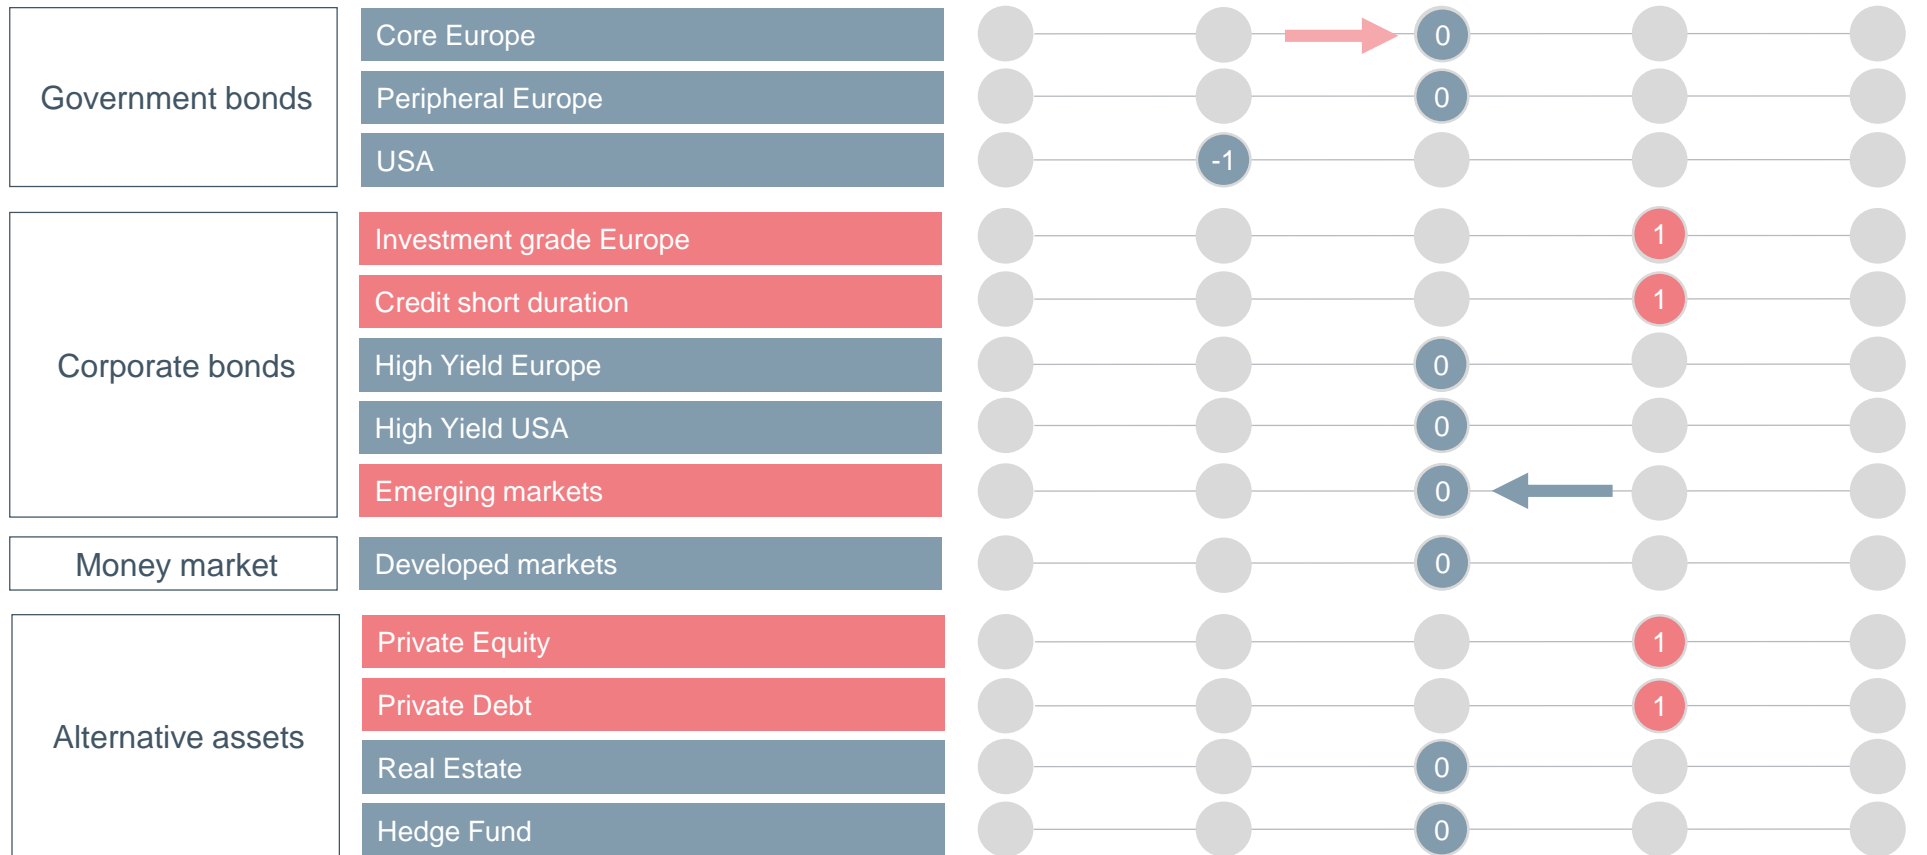 Government bonds
Core Europe
0
Peripheral Europe
0
USA
-1
Corporate bonds
Investment grade Europe
1
Credit short duration
1
High Yield Europe
0
High Yield USA
0
Emerging markets
0
Money market
Developed markets
0
Alternative assets
Private Equity
1
Private Debt
1
Real Estate
0
Hedge Fund
0